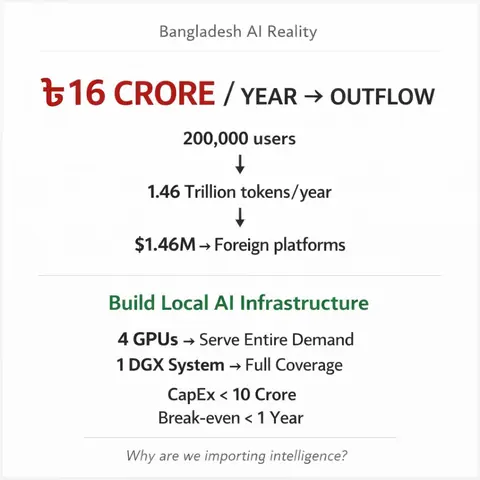 Bangladesh AI Reality
৳16 CRORE / YEAR → OUTFLOW
200,000 users
↓
1.46 Trillion tokens/year
↓
$1.46M → Foreign platforms
Build Local AI Infrastructure
4 GPUs → Serve Entire Demand
1 DGX System → Full Coverage
CapEx < 10 Crore
Break-even < 1 Year
Why are we importing intelligence?